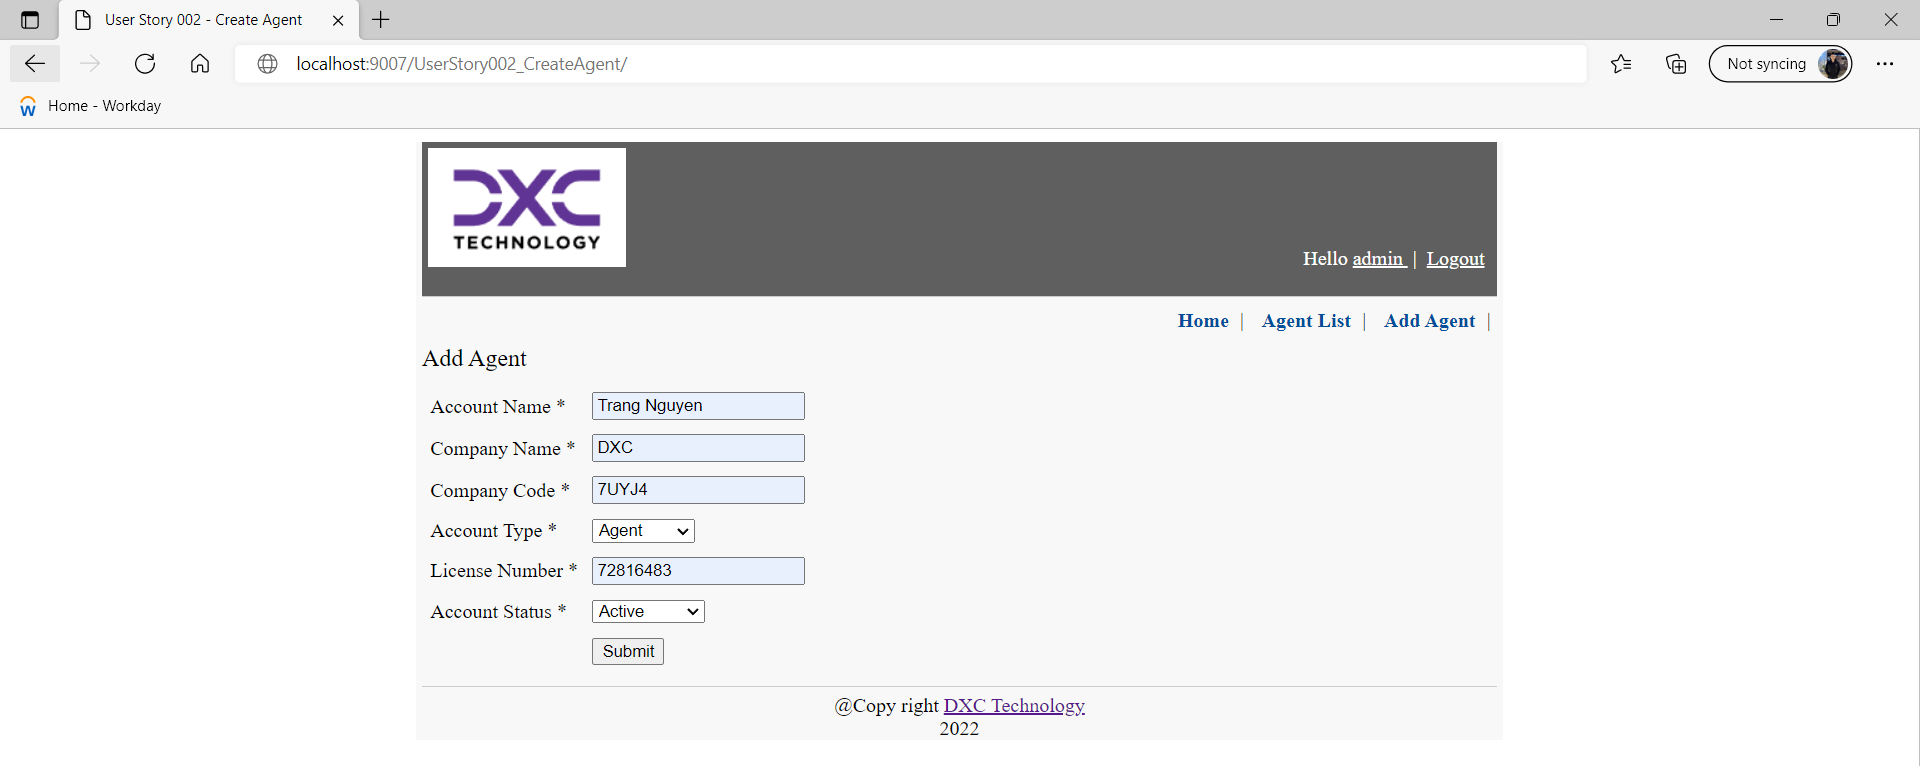 User Story 002 - Create Agent
localhost:9007/UserStory002_CreateAgent/
Not syncing
Home - Workday
DXC
TECHNOLOGY
Hello admin | Logout
Home | Agent List | Add Agent |
Add Agent
Account Name * Trang Nguyen
Company Name * DXC
Company Code * 7UYJ4
Account Type * Agent
License Number * 72816483
Account Status * Active
Submit
@Copy right DXC Technology
2022